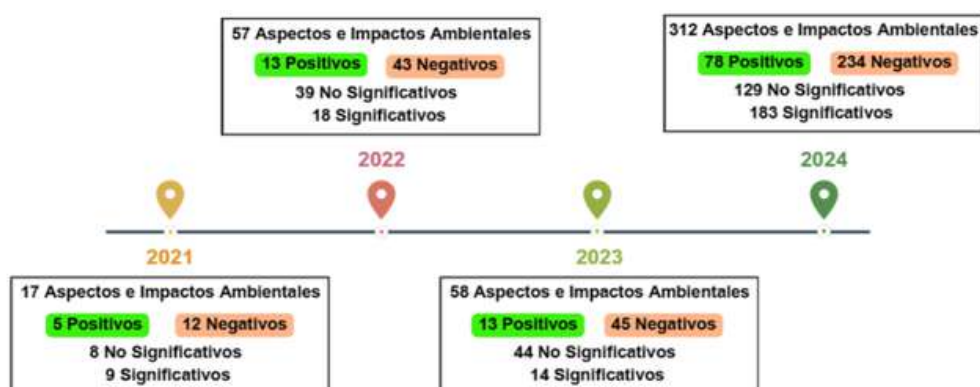 57 Aspectos e Impactos Ambientales
13 Positivos 43 Negativos
39 No Significativos
18 Significativos
2022
312 Aspectos e Impactos Ambientales
78 Positivos 234 Negativos
129 No Significativos
183 Significativos
2024
2021
17 Aspectos e Impactos Ambientales
5 Positivos 12 Negativos
8 No Significativos
9 Significativos
2023
58 Aspectos e Impactos Ambientales
13 Positivos 45 Negativos
44 No Significativos
14 Significativos